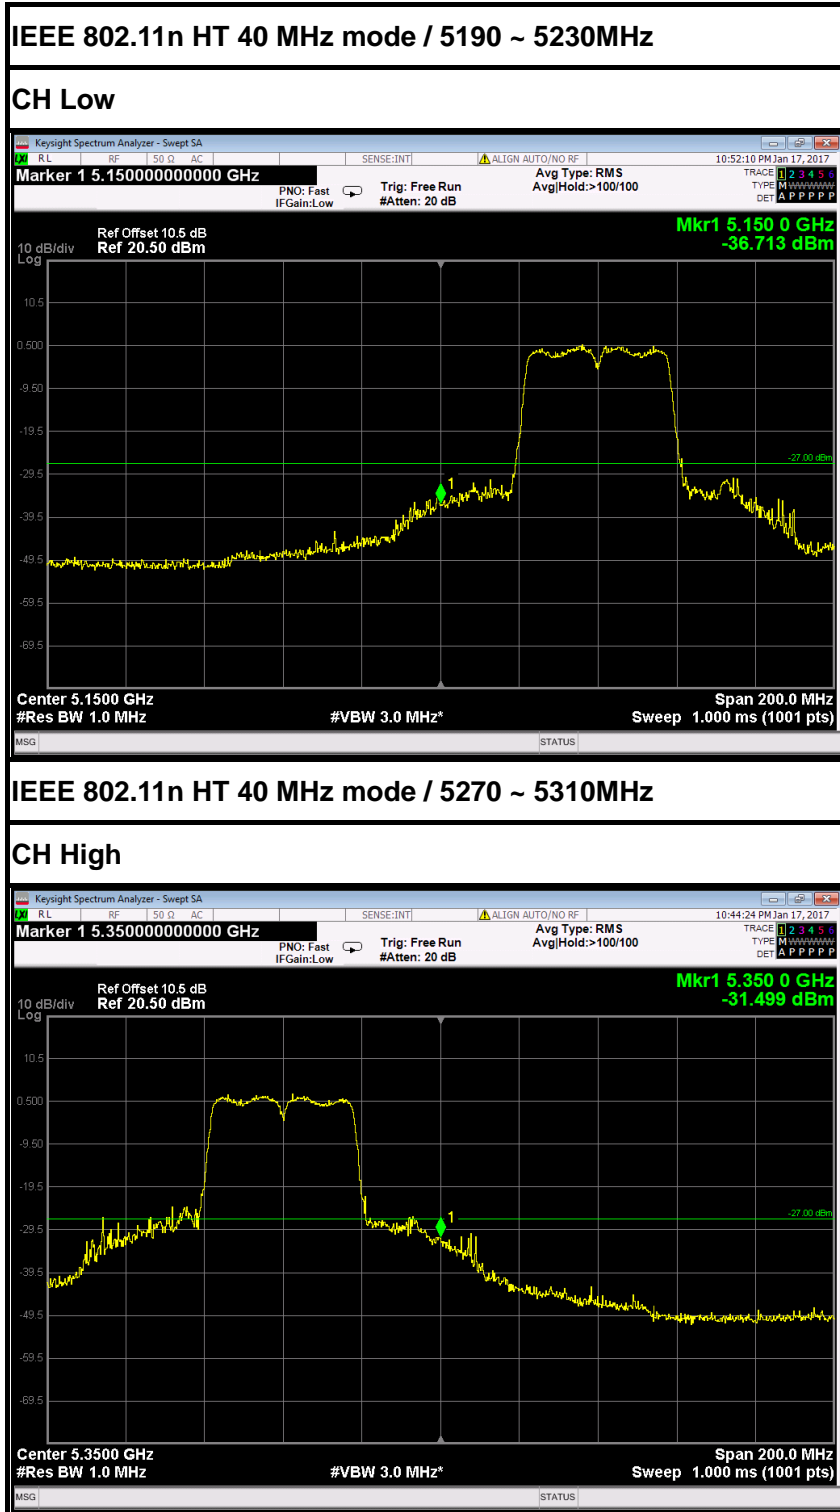 IEEE 802.11n HT 40 MHz mode / 5190 ~ 5230MHz
CH Low
Keysight Spectrum Analyzer - Swept SA
LXI RL RF 50 Ω AC SENSE:INT ALIGN AUTO/NO RF 10:52:10 PM Jan 17, 2017
Marker 1 5.150000000000 GHz
PNO: Fast
IFGain:Low
Trig: Free Run
#Atten: 20 dB
Avg Type: RMS
Avg|Hold:>100/100
TRACE 1 2 3 4 5 6
TYPE M WWWWW
DET A P P P P P
Mkr1 5.150 0 GHz
-36.713 dBm
Ref Offset 10.5 dB
10 dB/div Ref 20.50 dBm
Log
10.5
0.500
-9.50
-19.5
-27.00 dBm
-29.5
1
-39.5
-49.5
-59.5
-69.5
Center 5.1500 GHz Span 200.0 MHz
#Res BW 1.0 MHz #VBW 3.0 MHz* Sweep 1.000 ms (1001 pts)
MSG STATUS
IEEE 802.11n HT 40 MHz mode / 5270 ~ 5310MHz
CH High
Keysight Spectrum Analyzer - Swept SA
LXI RL RF 50 Ω AC SENSE:INT ALIGN AUTO/NO RF 10:44:24 PM Jan 17, 2017
Marker 1 5.350000000000 GHz
PNO: Fast
IFGain:Low
Trig: Free Run
#Atten: 20 dB
Avg Type: RMS
Avg|Hold:>100/100
TRACE 1 2 3 4 5 6
TYPE M WWWWW
DET A P P P P P
Mkr1 5.350 0 GHz
-31.499 dBm
Ref Offset 10.5 dB
10 dB/div Ref 20.50 dBm
Log
10.5
0.500
-9.50
-19.5
-27.00 dBm
1
-29.5
-39.5
-49.5
-59.5
-69.5
Center 5.3500 GHz Span 200.0 MHz
#Res BW 1.0 MHz #VBW 3.0 MHz* Sweep 1.000 ms (1001 pts)
MSG STATUS